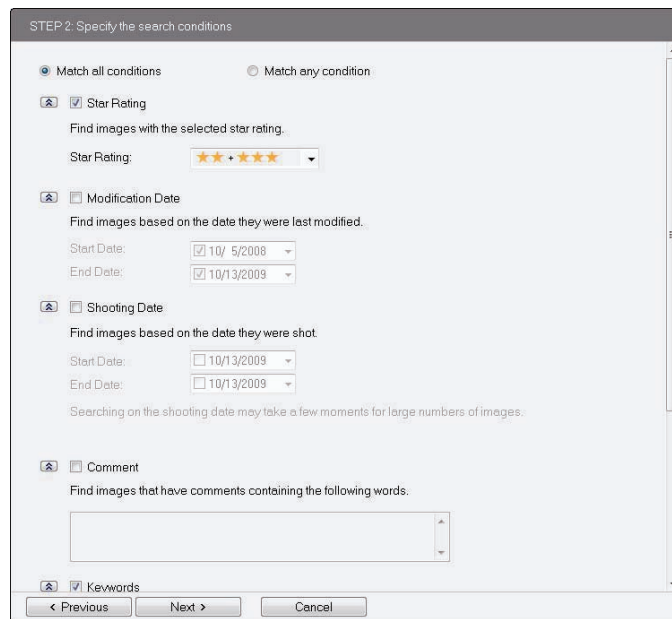 STEP 2: Specify the search conditions
Match all conditions Match any condition
Star Rating
Find images with the selected star rating.
Star Rating: ★★ + ★★★
Modification Date
Find images based on the date they were last modified.
Start Date: 10/ 5/2008
End Date: 10/13/2009
Shooting Date
Find images based on the date they were shot.
Start Date: 10/13/2009
End Date: 10/13/2009
Searching on the shooting date may take a few moments for large numbers of images.
Comment
Find images that have comments containing the following words.
Keywords
< Previous Next > Cancel